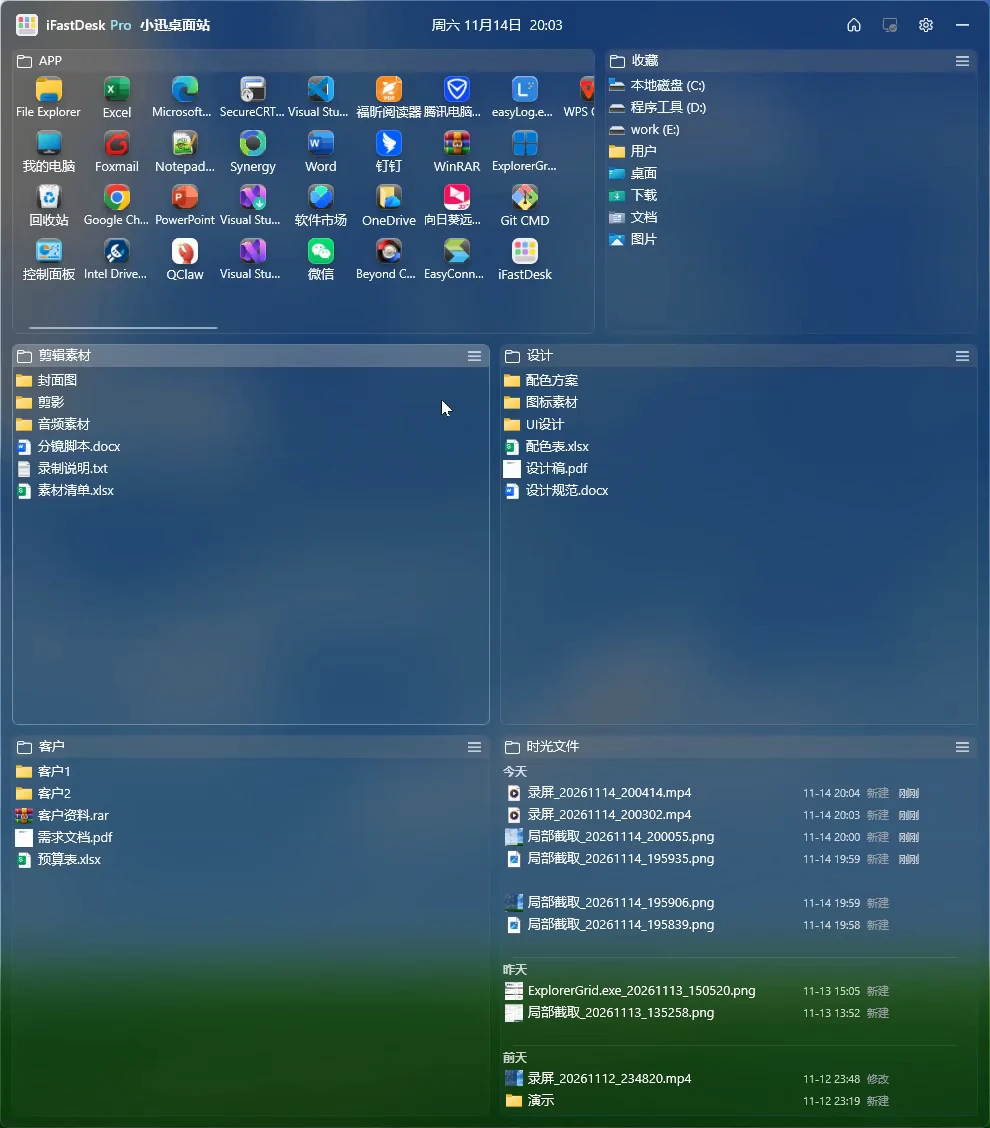 iFastDesk Pro 小迅桌面站
周六 11月14日 20:03
APP
File Explorer Excel Microsoft... SecureCRT... Visual Stu... 福昕阅读器 腾讯电脑... easyLog.e... WPS
我的电脑 Foxmail Notepad... Synergy Word 钉钉 WinRAR ExplorerGr...
回收站 Google Ch... PowerPoint Visual Stu... 软件市场 OneDrive 向日葵远... Git CMD
控制面板 Intel Drive... QClaw Visual Stu... 微信 Beyond C... EasyConn... iFastDesk
收藏
本地磁盘 (C:)
程序工具 (D:)
work (E:)
用户
桌面
下载
文档
图片
剪辑素材
封面图
剪影
音频素材
分镜脚本.docx
录制说明.txt
素材清单.xlsx
设计
配色方案
图标素材
UI设计
配色表.xlsx
设计稿.pdf
设计规范.docx
客户
客户1
客户2
客户资料.rar
需求文档.pdf
预算表.xlsx
时光文件
今天
录屏_20261114_200414.mp4 11-14 20:04 新建 刚刚
录屏_20261114_200302.mp4 11-14 20:03 新建 刚刚
局部截取_20261114_200055.png 11-14 20:00 新建 刚刚
局部截取_20261114_195935.png 11-14 19:59 新建 刚刚
局部截取_20261114_195906.png 11-14 19:59 新建
局部截取_20261114_195839.png 11-14 19:58 新建
昨天
ExplorerGrid.exe_20261113_150520.png 11-13 15:05 新建
局部截取_20261113_135258.png 11-13 13:52 新建
前天
录屏_20261112_234820.mp4 11-12 23:48 修改
演示 11-12 23:19 新建